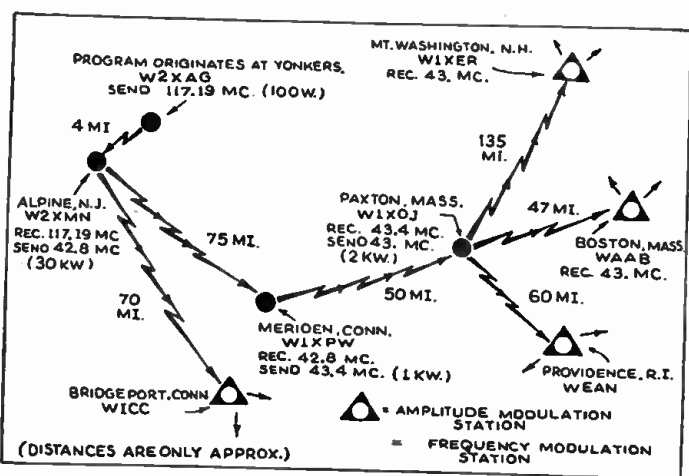 PROGRAM ORIGINATES AT YONKERS.
W2XAG
SEND 117.19 MC. (100W.)
4 MI
ALPINE, N.J.
W2XMN
REC. 117,19 MC
SEND 42.8 MC
(30 KW)
75 MI.
70
MI.
MERIDEN, CONN.
W1XPW
REC. 42.8 MC.
SEND 43.4 MC. (1 KW.)
BRIDGEPORT, CONN
WICC
(DISTANCES ARE ONLY APPROX.)
MT. WASHINGTON, N.H.
W1XER
REC. 43. MC.
135
MI.
PAXTON, MASS.
W1XOJ
REC. 43.4 MC.
SEND 43. MC.
(2 KW.)
50 MI.
47 MI.
BOSTON, MASS.
WAAB
REC. 43. MC.
60 MI.
PROVIDENCE, R.I.
WEAN
= AMPLITUDE MODULATION
STATION
= FREQUENCY MODULATION
STATION